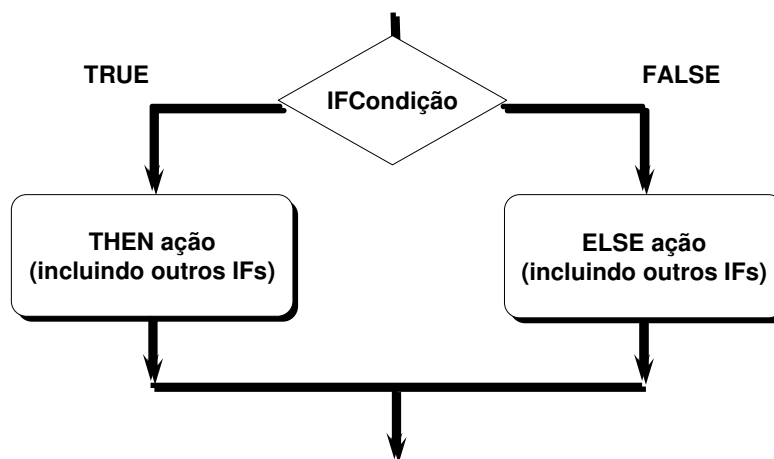 TRUE
FALSE
IFCondição
THEN ação
(incluindo outros IFs)
ELSE ação
(incluindo outros IFs)